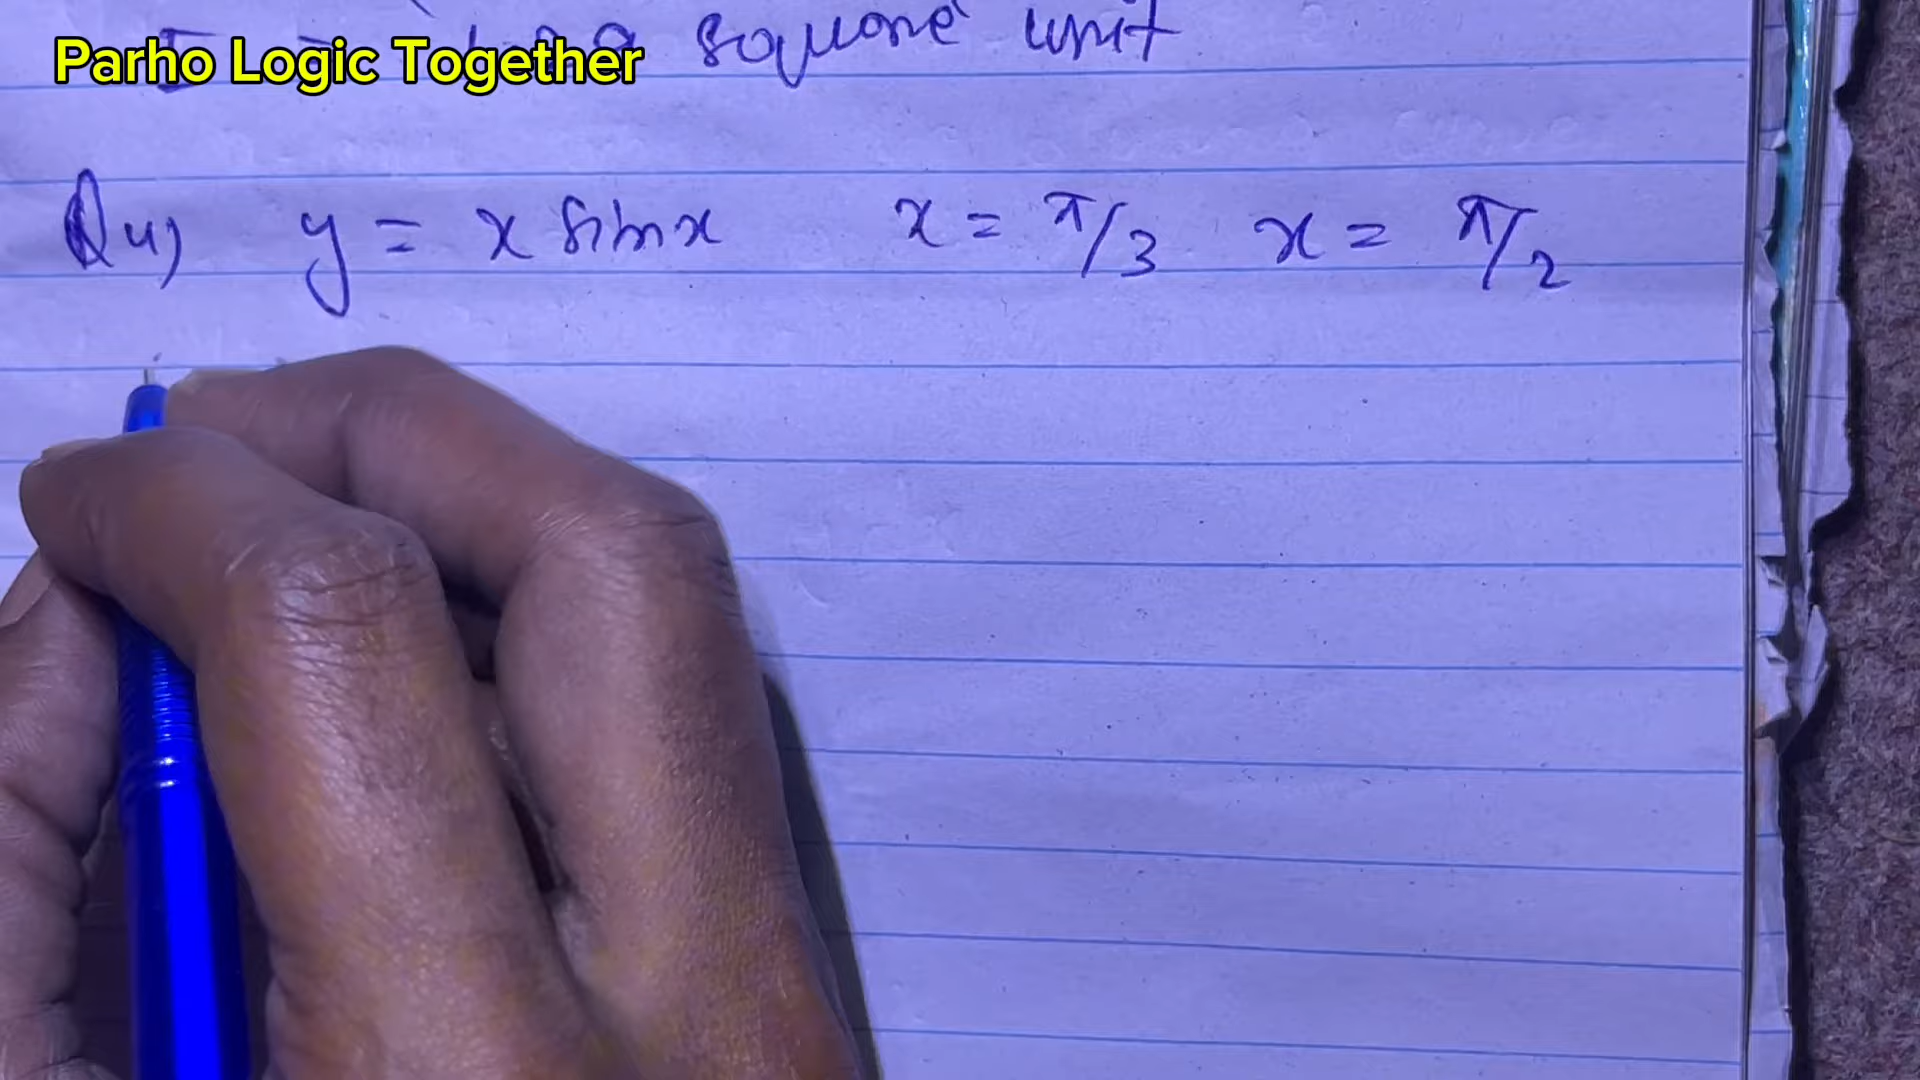 square unit
Parho Logic Together
Q4) y = x sinx x = π/3 x = π/2